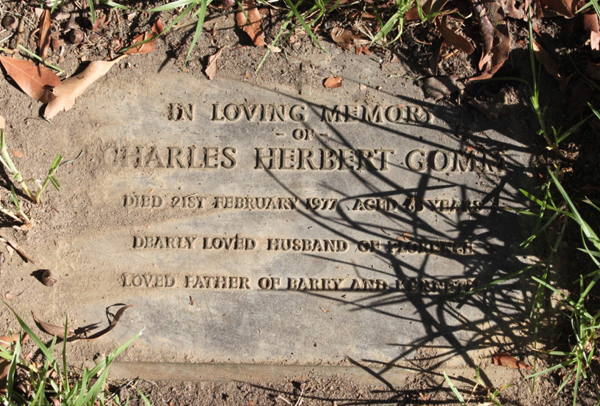 IN LOVING MEMORY
- OF -
CHARLES HERBERT
DIED 21ST FEBRUARY 1977 AGED YEARS
DEARLY LOVED HUSBAND OF
LOVED FATHER OF BARRY AND